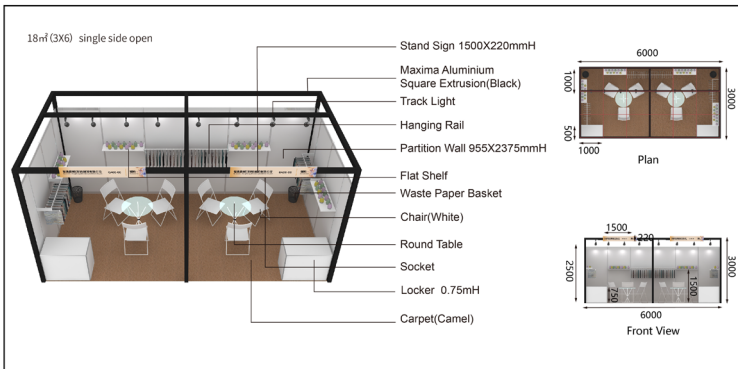 18㎡(3X6) single side open
Stand Sign 1500X220mmH
Maxima Aluminium
Square Extrusion(Black)
Track Light
Hanging Rail
Partition Wall 955X2375mmH
Flat Shelf
Waste Paper Basket
Chair(White)
Round Table
Socket
Locker 0.75mH
Carpet(Camel)
6000
1000
3000
500
1000
Plan
1500
220
2500
3000
750
1500
6000
Front View